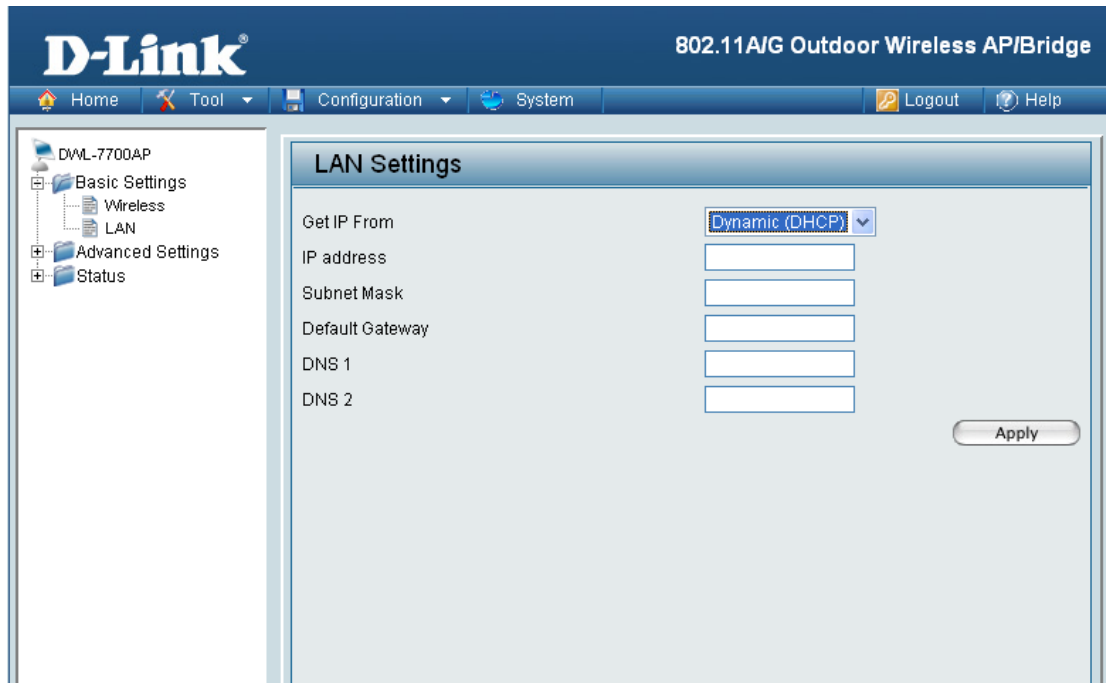 D-Link®
802.11A/G Outdoor Wireless AP/Bridge
Home Tool Configuration System Logout Help
DWL-7700AP
Basic Settings
Wireless
LAN
Advanced Settings
Status
LAN Settings
Get IP From Dynamic (DHCP)
IP address
Subnet Mask
Default Gateway
DNS 1
DNS 2
Apply